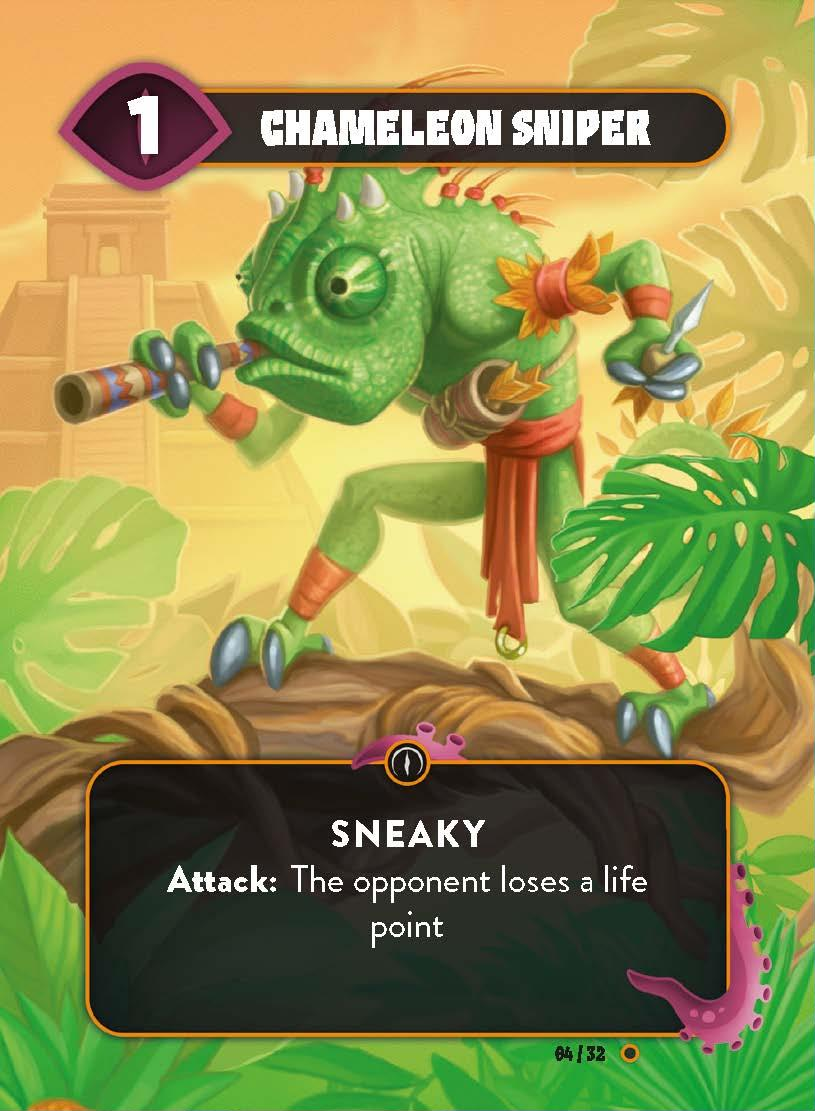 1
CHAMELEON SNIPER
SNEAKY
Attack: The opponent loses a life
point
04/32